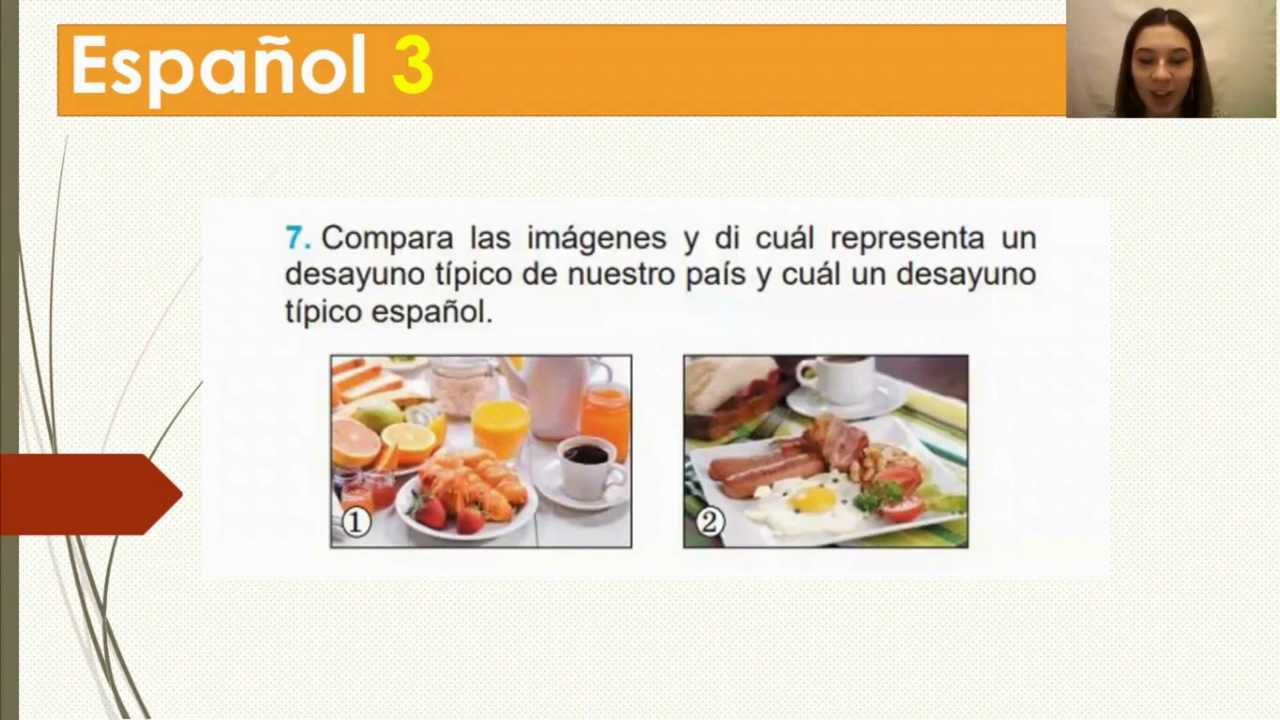 Español 3
7. Compara las imágenes y di cuál representa un
desayuno típico de nuestro país y cuál un desayuno
típico español.
1
2